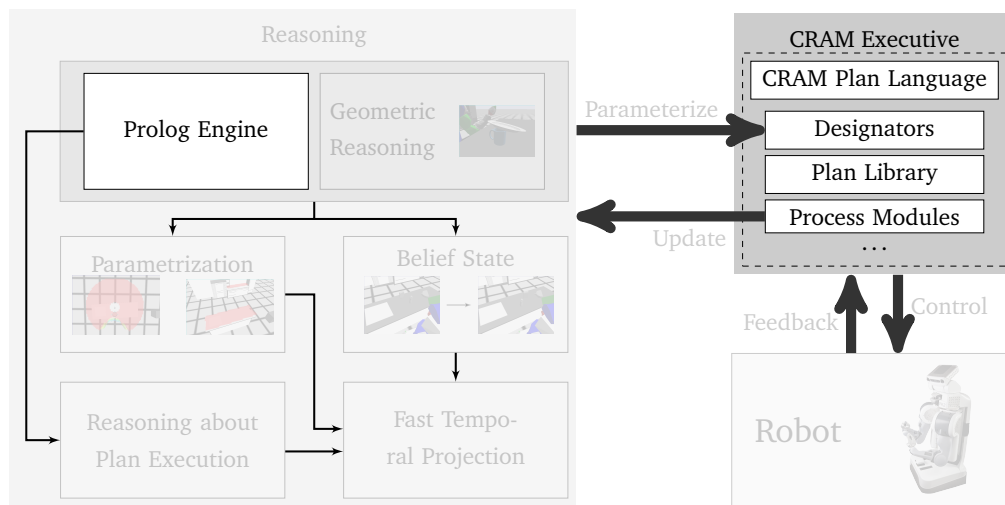 Reasoning
Prolog Engine
Geometric
Reasoning
Parametrization
Belief State
Reasoning about
Plan Execution
Fast Tempo-
ral Projection
Parameterize
Update
CRAM Executive
CRAM Plan Language
Designators
Plan Library
Process Modules
...
Feedback
Control
Robot